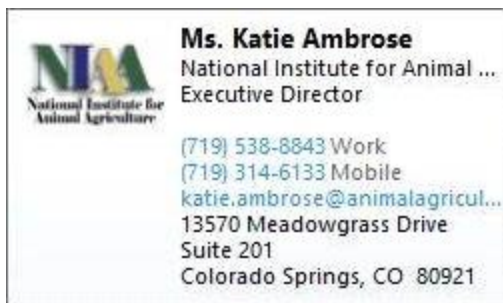 NIAA
National Institute for
Animal Agriculture
Ms. Katie Ambrose
National Institute for Animal ...
Executive Director
(719) 538-8843 Work
(719) 314-6133 Mobile
katie.ambrose@animalagricul...
13570 Meadowgrass Drive
Suite 201
Colorado Springs, CO 80921